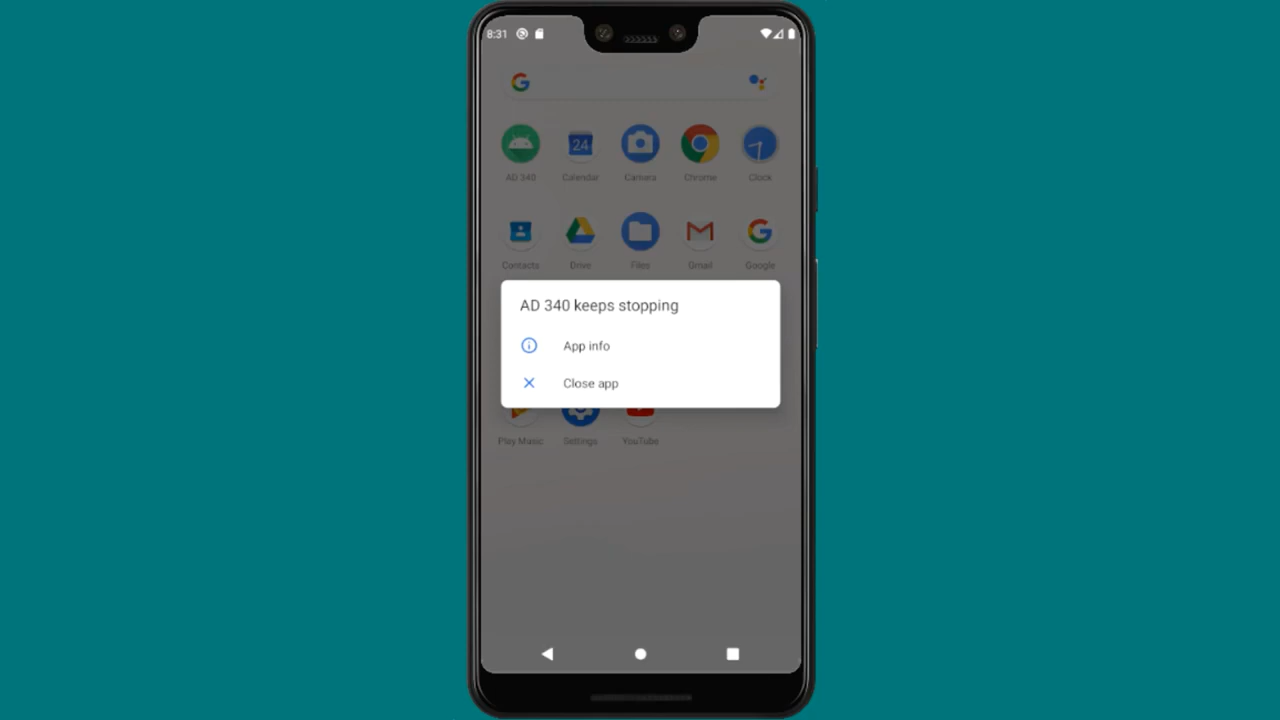 8:31
24
AD 340 Calendar Camera Chrome Clock
Contacts Drive Files Gmail Google
AD 340 keeps stopping
App info
Close app
Play Music Settings YouTube